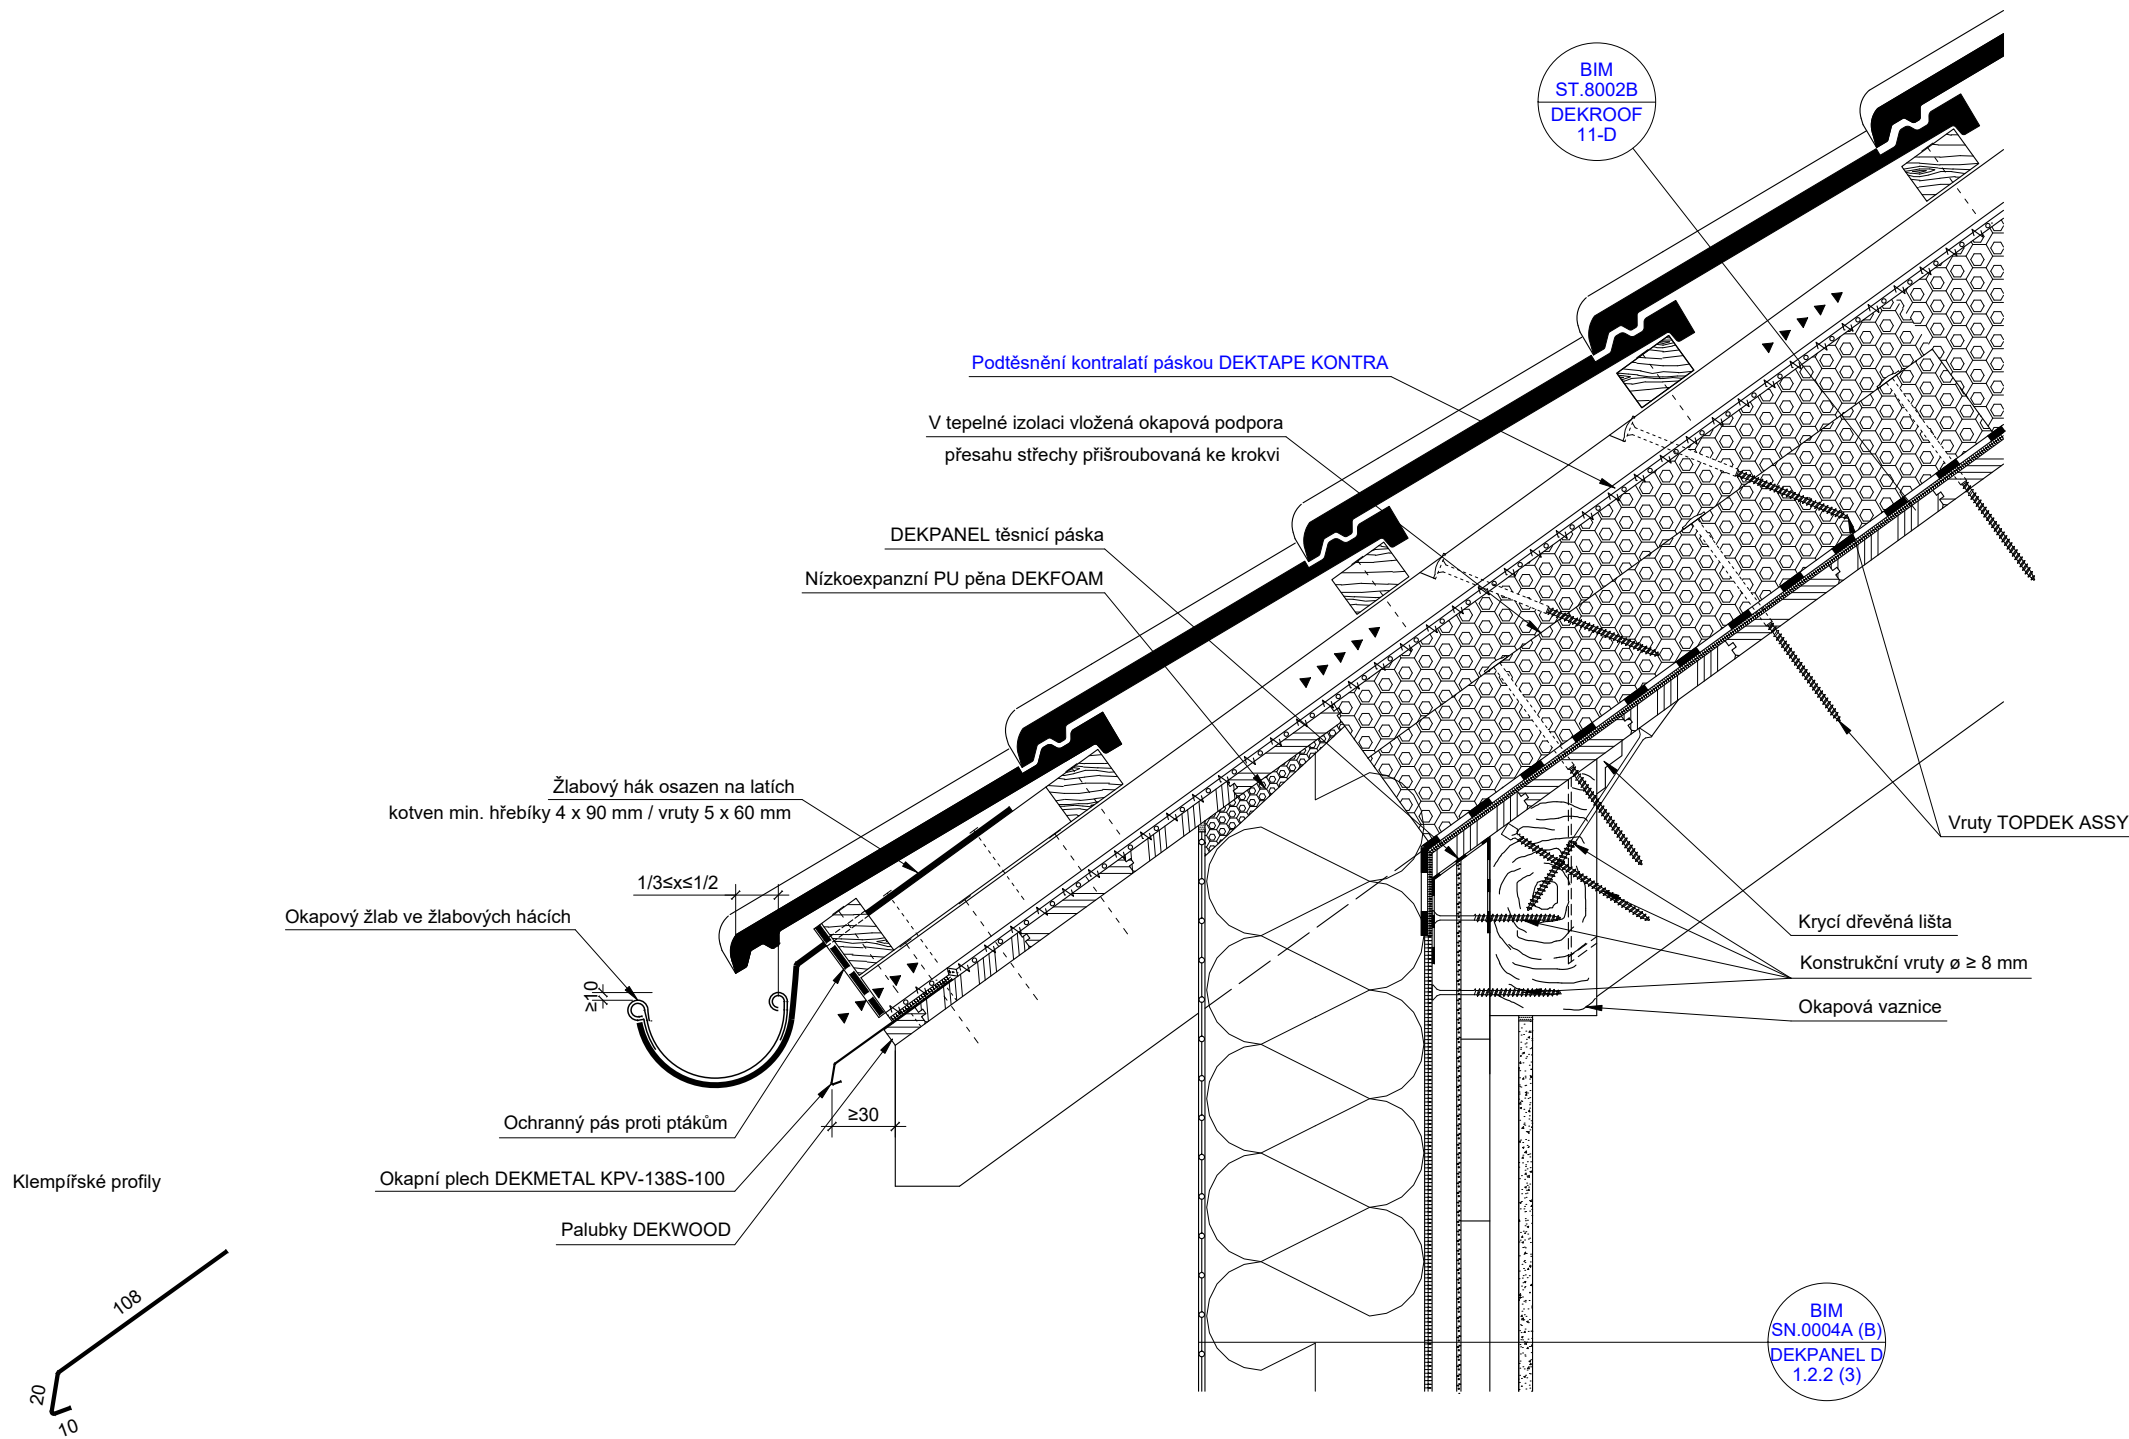 BIM
ST.8002B
DEKROOF
11-D
Podtěsnění kontralatí páskou DEKTAPE KONTRA
V tepelné izolaci vložená okapová podpora
přesahu střechy přišroubovaná ke krokvi
DEKPANEL těsnicí páska
Nízkoexpanzní PU pěna DEKFOAM
Žlabový hák osazen na latích
kotven min. hřebíky 4 x 90 mm / vruty 5 x 60 mm
1/3≤x≤1/2
Okapový žlab ve žlabových hácích
≥10
Vruty TOPDEK ASSY
Krycí dřevěná lišta
Konstrukční vruty ø ≥ 8 mm
Okapová vaznice
≥30
Ochranný pás proti ptákům
Okapní plech DEKMETAL KPV-138S-100
Palubky DEKWOOD
Klempířské profily
108
20
10
BIM
SN.0004A (B)
DEKPANEL D
1.2.2 (3)